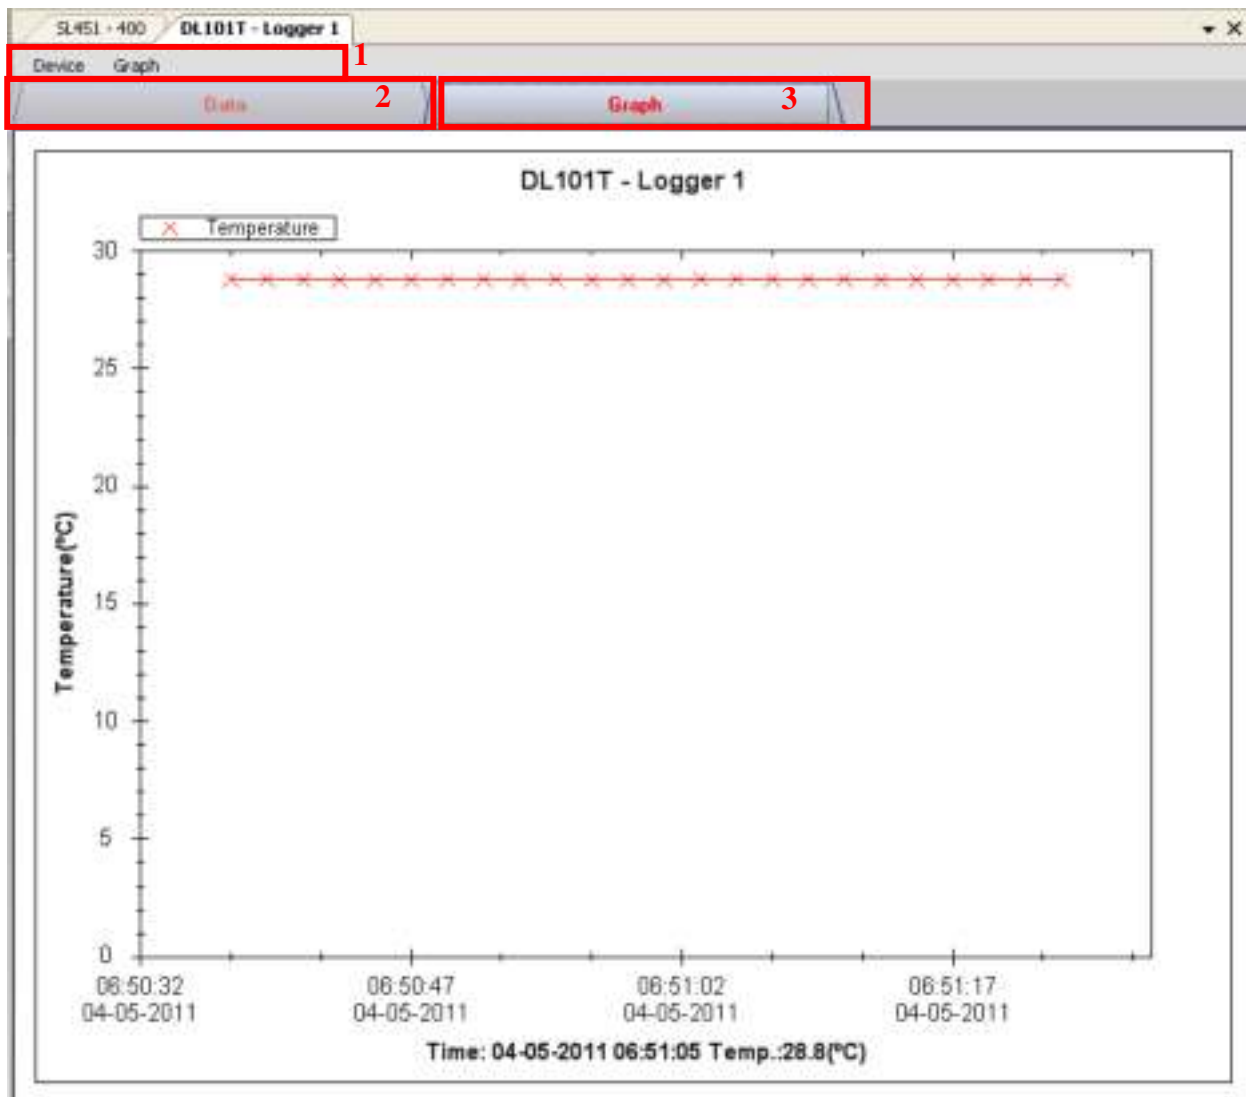 SL451 - 400 DL101T - Logger 1
1
Device Graph
Data 2 Graph 3
DL101T - Logger 1
Temperature
30
25
20
15
10
5
0
Temperature(ºC)
06:50:32 06:50:47 06:51:02 06:51:17
04-05-2011 04-05-2011 04-05-2011 04-05-2011
Time: 04-05-2011 06:51:05 Temp.:28.8(ºC)